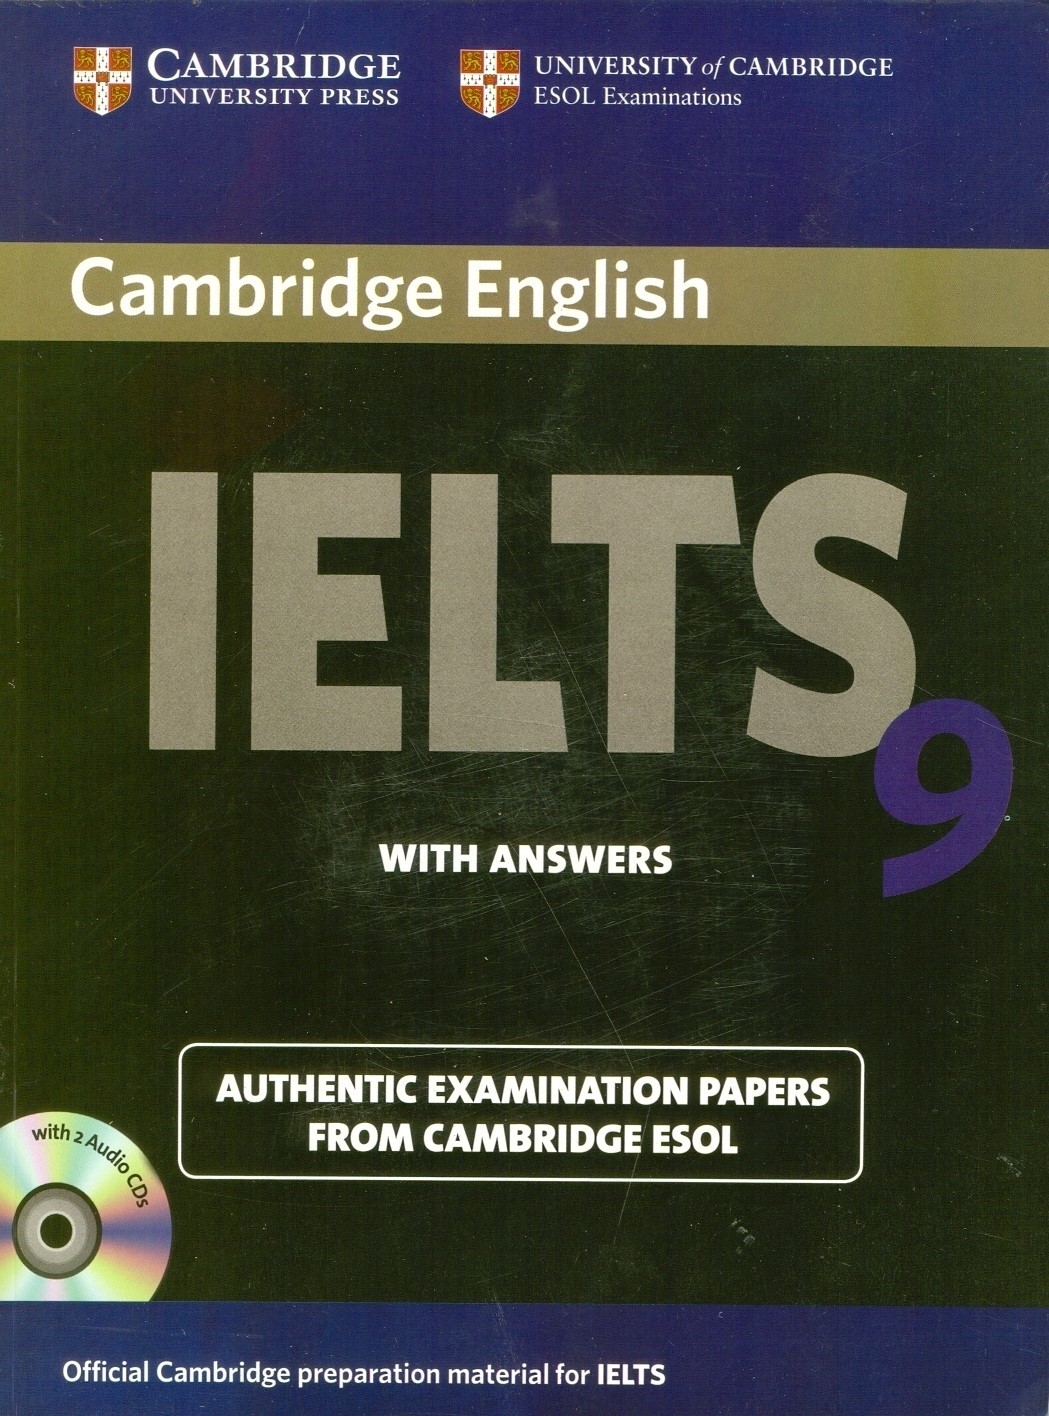 CAMBRIDGE
UNIVERSITY PRESS
UNIVERSITY of CAMBRIDGE
ESOL Examinations
Cambridge English
IELTS
9
WITH ANSWERS
AUTHENTIC EXAMINATION PAPERS
FROM CAMBRIDGE ESOL
with 2 Audio CDs
Official Cambridge preparation material for IELTS